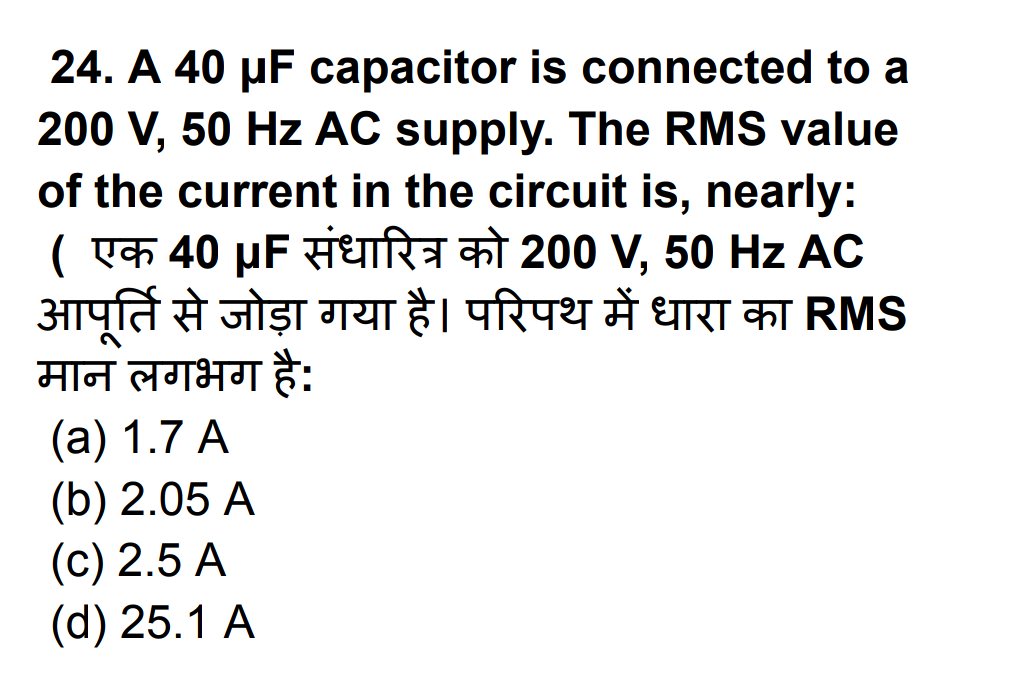 24. A 40 µF capacitor is connected to a
200 V, 50 Hz AC supply. The RMS value
of the current in the circuit is, nearly:
( एक 40 µF संधारित्र को 200 V, 50 Hz AC
आपूर्ति से जोड़ा गया है। परिपथ में धारा का RMS
मान लगभग है:
(a) 1.7 A
(b) 2.05 A
(c) 2.5 A
(d) 25.1 A